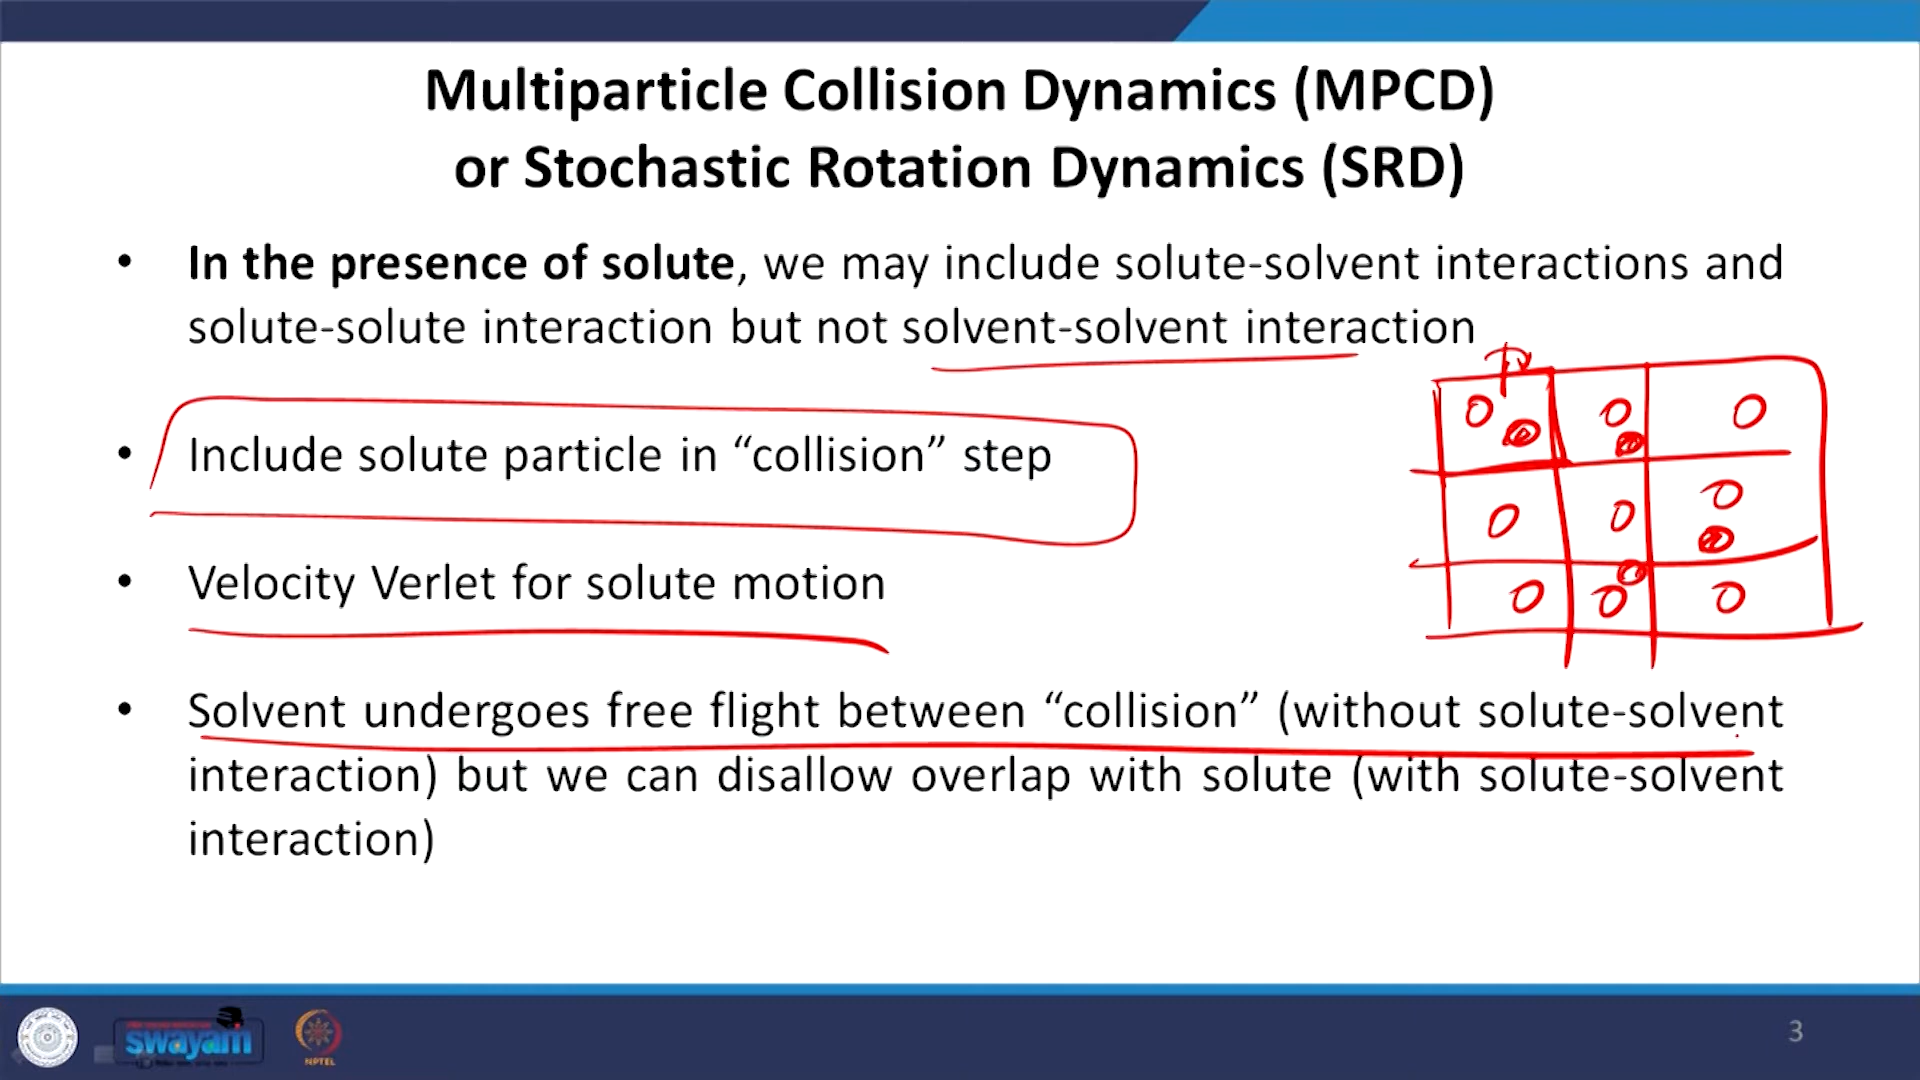 Multiparticle Collision Dynamics (MPCD)
or Stochastic Rotation Dynamics (SRD)
• In the presence of solute, we may include solute-solvent interactions and
solute-solute interaction but not solvent-solvent interaction
• Include solute particle in “collision” step
• Velocity Verlet for solute motion
• Solvent undergoes free flight between “collision” (without solute-solvent
interaction) but we can disallow overlap with solute (with solute-solvent
interaction)
swayam
NPTEL
3